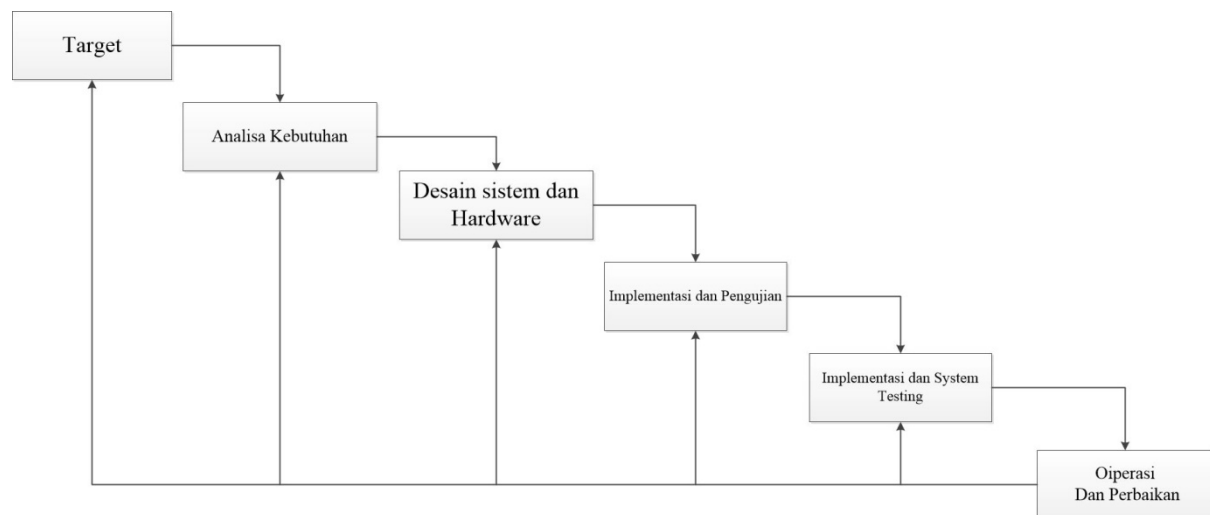 Target
Analisa Kebutuhan
Desain sistem dan
Hardware
Implementasi dan Pengujian
Implementasi dan System
Testing
Oiperasi
Dan Perbaikan